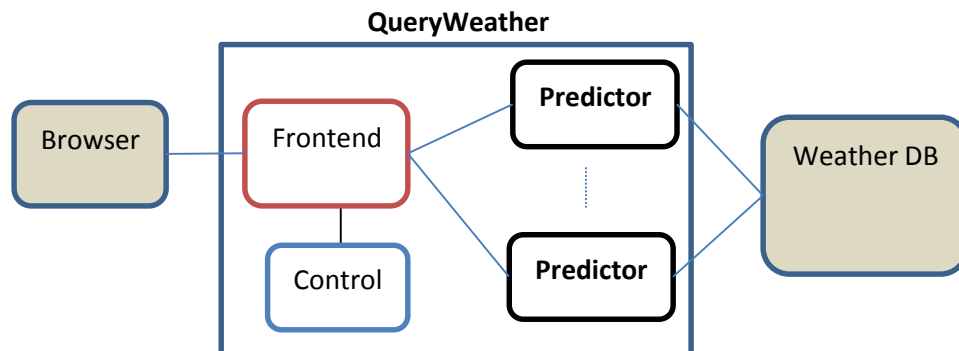 QueryWeather
Browser
Frontend
Predictor
Weather DB
Control
Predictor